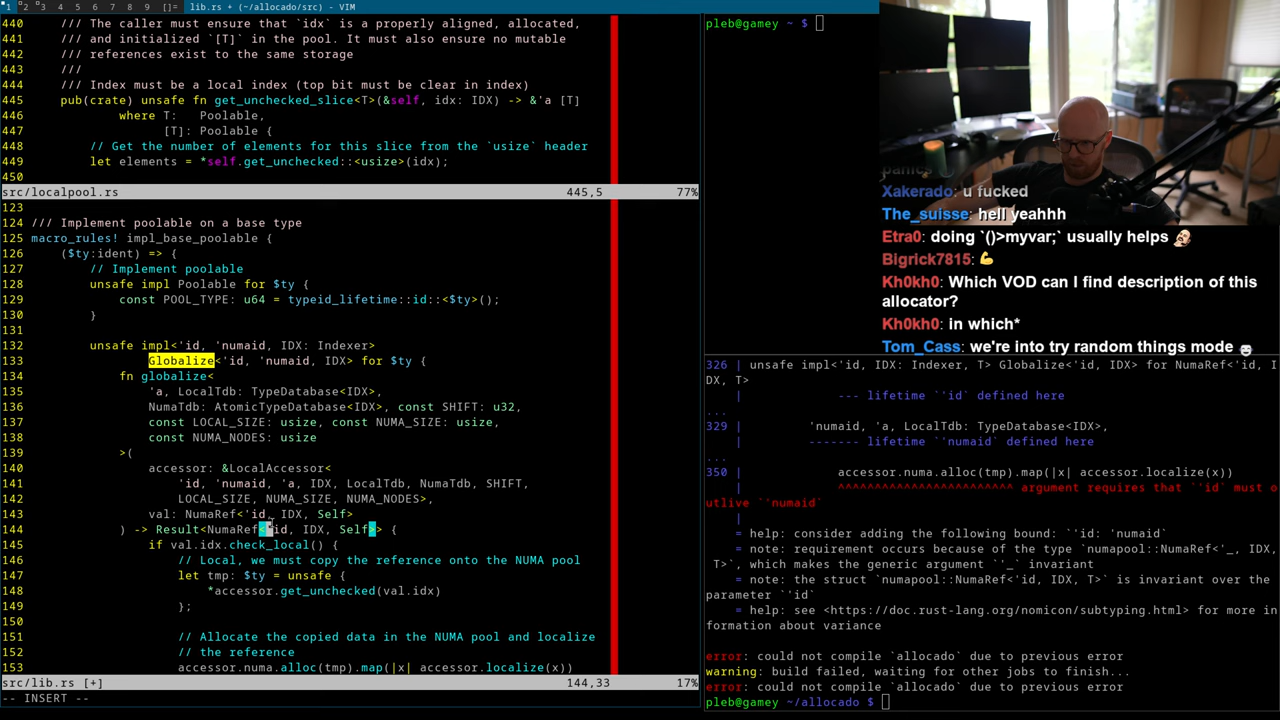 1 2 3 4 5 6 7 8 9 []= lib.rs + (~/allocado/src) - VIM
440 /// The caller must ensure that `idx` is a properly aligned, allocated,
441 /// and initialized `[T]` in the pool. It must also ensure no mutable
442 /// references exist to the same storage
443 ///
444 /// Index must be a local index (top bit must be clear in index)
445 pub(crate) unsafe fn get_unchecked_slice<T>(&self, idx: IDX) -> &'a [T]
446 where T: Poolable,
447 [T]: Poolable {
448 // Get the number of elements for this slice from the `usize` header
449 let elements = *self.get_unchecked::<usize>(idx);
450
src/localpool.rs 445,5 77%
123
124 /// Implement poolable on a base type
125 macro_rules! impl_base_poolable {
126 ($ty:ident) => {
127 // Implement poolable
128 unsafe impl Poolable for $ty {
129 const POOL_TYPE: u64 = typeid_lifetime::id::<$ty>();
130 }
131
132 unsafe impl<'id, 'numaid, IDX: Indexer>
133 Globalize<'id, 'numaid, IDX> for $ty {
134 fn globalize<
135 'a, LocalTdb: TypeDatabase<IDX>,
136 NumaTdb: AtomicTypeDatabase<IDX>, const SHIFT: u32,
137 const LOCAL_SIZE: usize, const NUMA_SIZE: usize,
138 const NUMA_NODES: usize
139 >(
140 accessor: &LocalAccessor<
141 'id, 'numaid, 'a, IDX, LocalTdb, NumaTdb, SHIFT,
142 LOCAL_SIZE, NUMA_SIZE, NUMA_NODES>,
143 val: NumaRef<'id, IDX, Self>
144 ) -> Result<NumaRef<'id, IDX, Self>> {
145 if val.idx.check_local() {
146 // Local, we must copy the reference onto the NUMA pool
147 let tmp: $ty = unsafe {
148 *accessor.get_unchecked(val.idx)
149 };
150
151 // Allocate the copied data in the NUMA pool and localize
152 // the reference
153 accessor.numa.alloc(tmp).map(|x| accessor.localize(x))
src/lib.rs [+] 144,33 17%
-- INSERT --
pleb@gamey ~ $
Xakerado: u fucked
The_suisse: hell yeahhh
Etra0: doing `()>myvar;` usually helps
Bigrick7815: 💪
Kh0kh0: Which VOD can I find description of this
allocator?
Kh0kh0: in which*
Tom_Cass: we're into try random things mode
326 | unsafe impl<'id, IDX: Indexer, T> Globalize<'id, IDX> for NumaRef<'id, I
DX, T>
| --- lifetime `'id` defined here
...
329 | 'numaid, 'a, LocalTdb: TypeDatabase<IDX>,
| ------- lifetime `'numaid` defined here
...
350 | accessor.numa.alloc(tmp).map(|x| accessor.localize(x))
| ^^^^^^^^^^^^^^^^^^^^^^^^ argument requires that `'id` must o
utlive `'numaid`
|
= help: consider adding the following bound: `'id: 'numaid`
= note: requirement occurs because of the type `numapool::NumaRef<'_, IDX,
T>`, which makes the generic argument `'_` invariant
= note: the struct `numapool::NumaRef<'id, IDX, T>` is invariant over the
parameter `'id`
= help: see <https://doc.rust-lang.org/nomicon/subtyping.html> for more in
formation about variance
error: could not compile `allocado` due to previous error
warning: build failed, waiting for other jobs to finish...
error: could not compile `allocado` due to previous error
pleb@gamey ~/allocado $